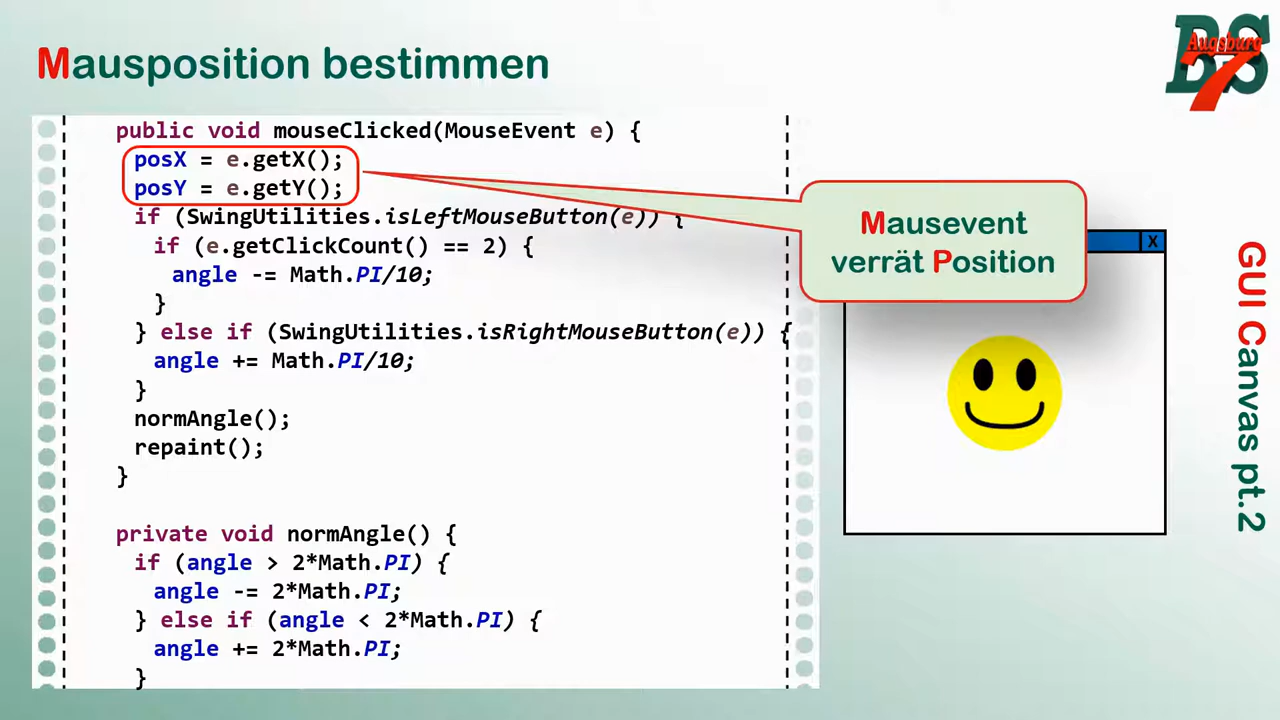 Mausposition bestimmen
BS
Augsburg
7
public void mouseClicked(MouseEvent e) {
posX = e.getX();
posY = e.getY();
if (SwingUtilities.isLeftMouseButton(e)) {
if (e.getClickCount() == 2) {
angle -= Math.PI/10;
}
} else if (SwingUtilities.isRightMouseButton(e)) {
angle += Math.PI/10;
}
normAngle();
repaint();
}
private void normAngle() {
if (angle > 2*Math.PI) {
angle -= 2*Math.PI;
} else if (angle < 2*Math.PI) {
angle += 2*Math.PI;
}
Mausevent
verrät Position
X
GUI Canvas pt.2